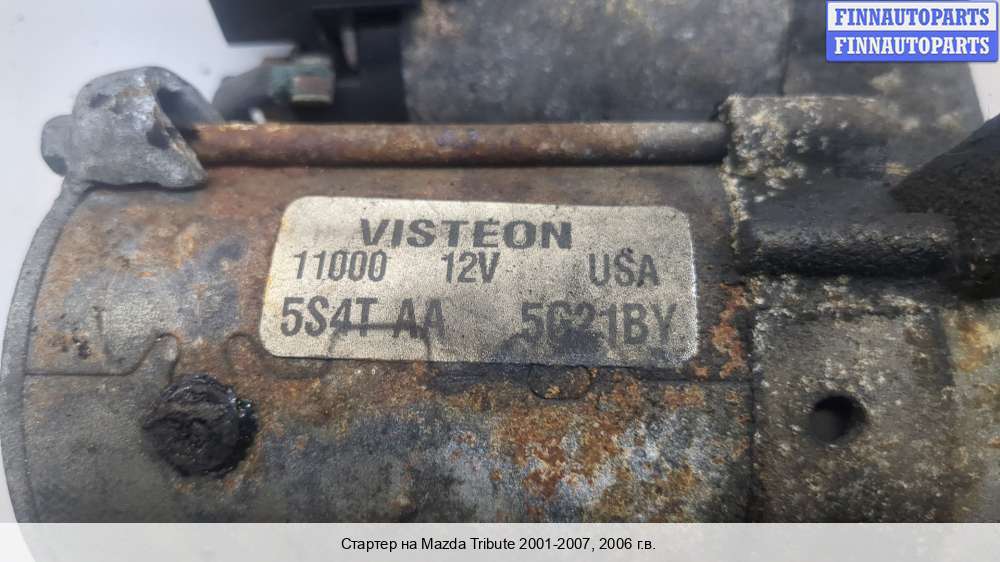 FINNAUTOPARTS
FINNAUTOPARTS
VISTEON
11000 12V USA
5S4T AA 5G21BY
Стартер на Mazda Tribute 2001-2007, 2006 г.в.